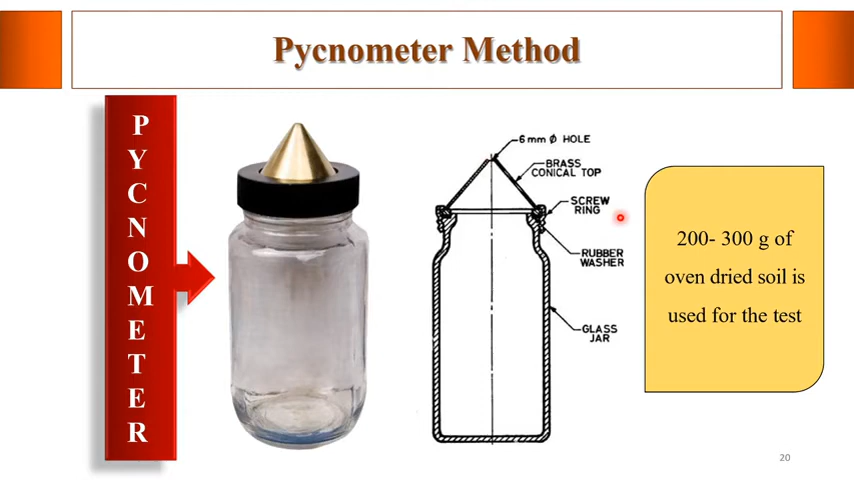 Pycnometer Method
PYCNOMETER
6 mm Φ HOLE
BRASS
CONICAL TOP
SCREW
RING
RUBBER
WASHER
GLASS
JAR
200- 300 g of
oven dried soil is
used for the test
20